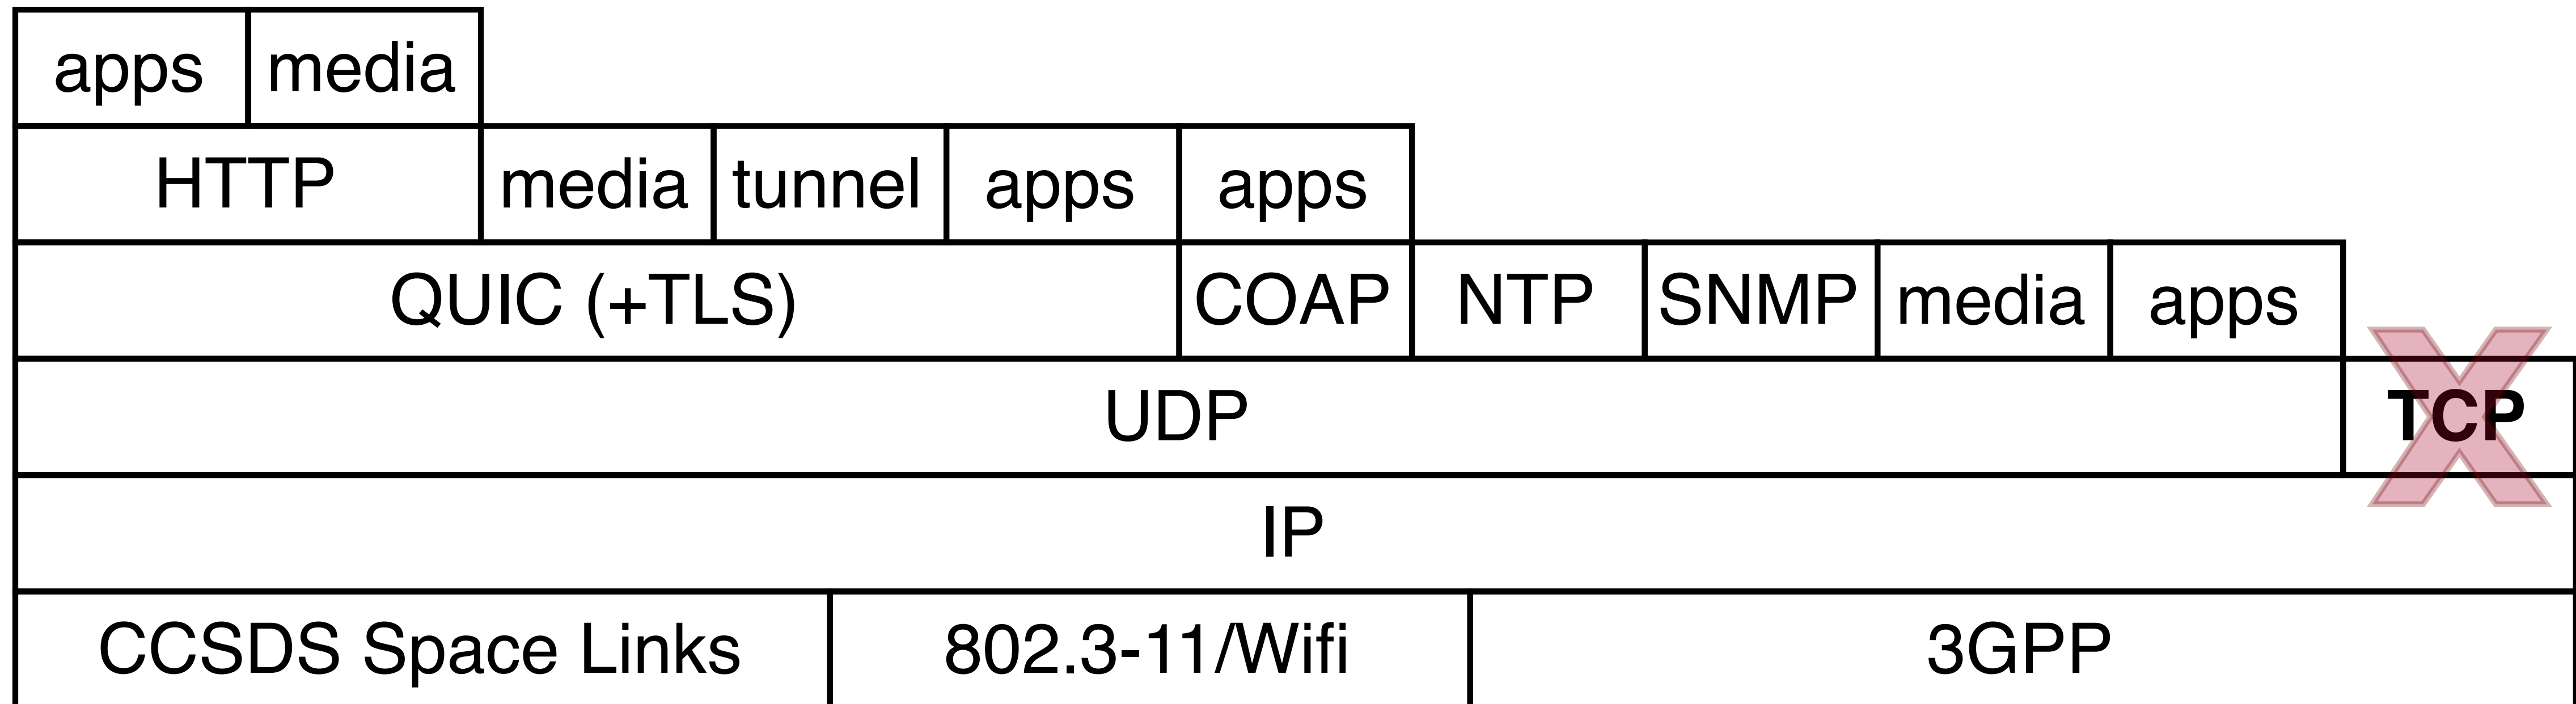 apps media
HTTP media tunnel apps apps
QUIC (+TLS) COAP NTP SNMP media apps
UDP TCP
IP
CCSDS Space Links 802.3-11/Wifi 3GPP